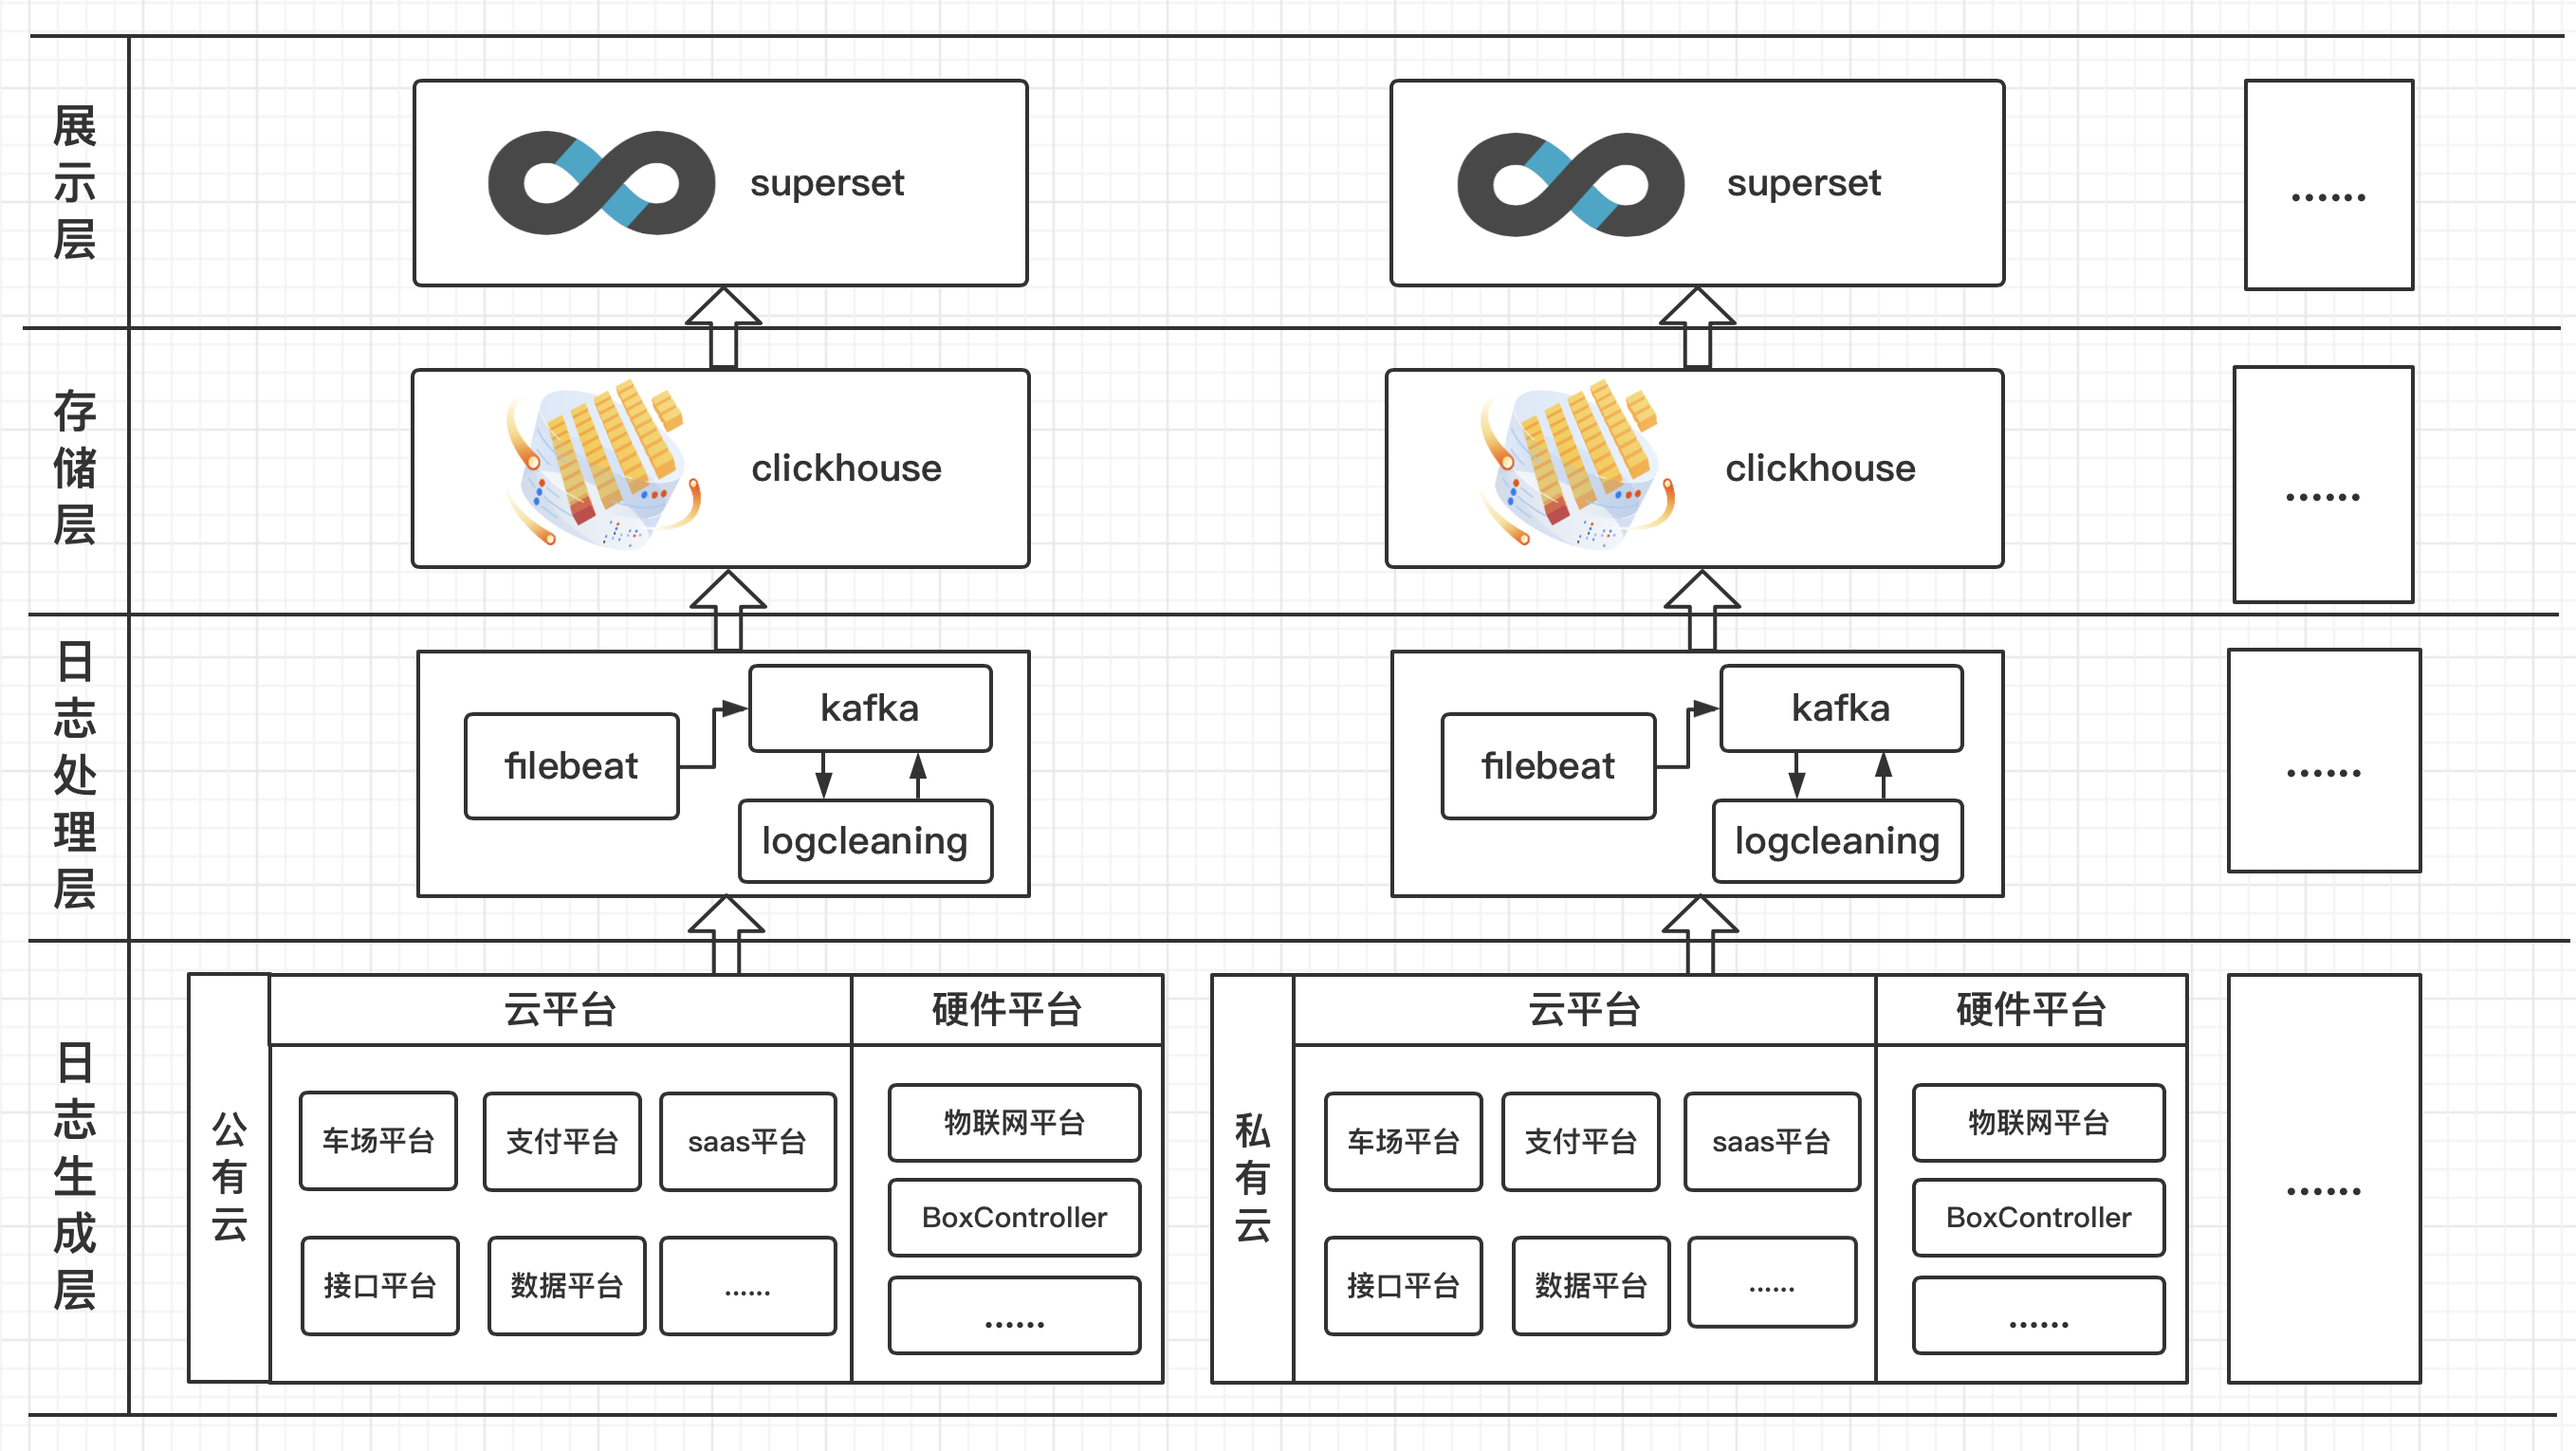 展示层
superset
superset
......
存储层
clickhouse
clickhouse
......
日志处理层
filebeat
kafka
logcleaning
filebeat
kafka
logcleaning
......
日志生成层
公有云
云平台
硬件平台
车场平台
支付平台
saas平台
接口平台
数据平台
......
物联网平台
BoxController
......
私有云
云平台
硬件平台
车场平台
支付平台
saas平台
接口平台
数据平台
......
物联网平台
BoxController
......
......